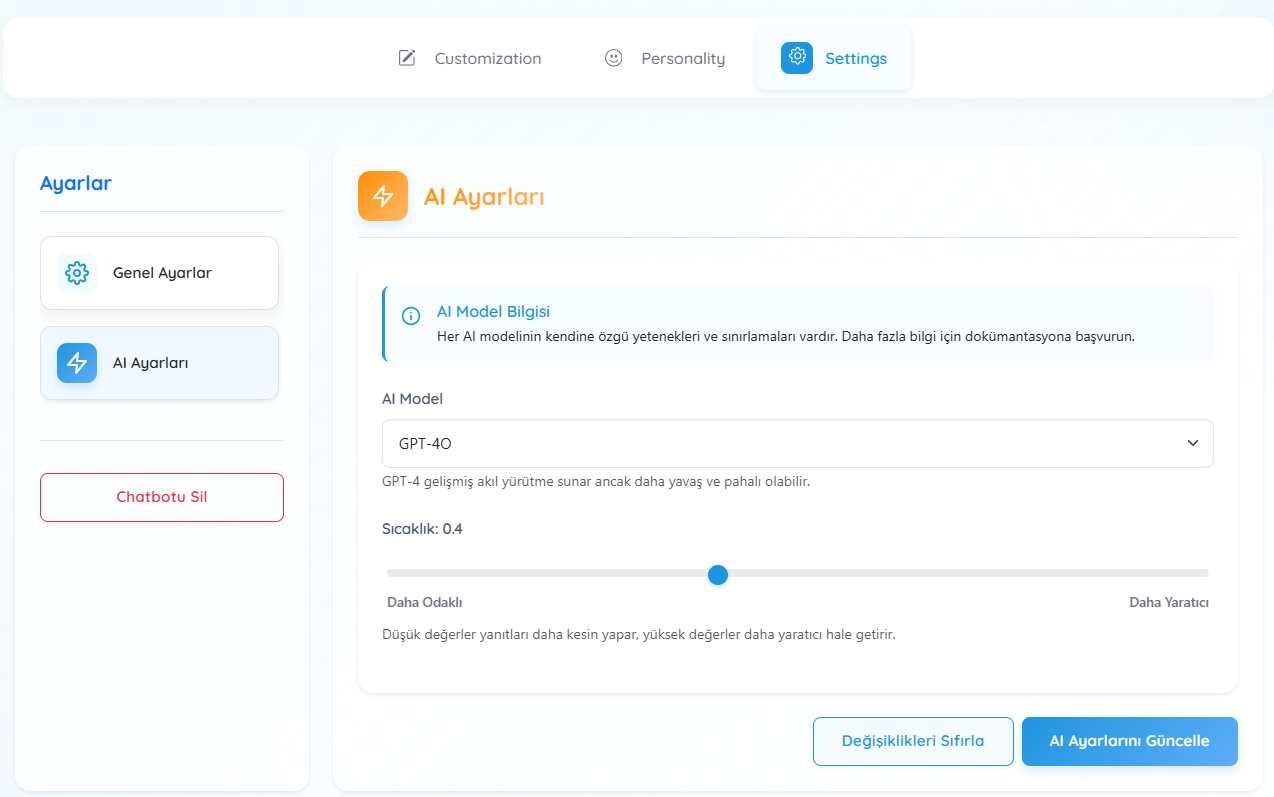 Customization
Personality
Settings
Ayarlar
Genel Ayarlar
AI Ayarları
Chatbotu Sil
AI Ayarları
AI Model Bilgisi
Her AI modelinin kendine özgü yetenekleri ve sınırlamaları vardır. Daha fazla bilgi için dokümantasyona başvurun.
AI Model
GPT-4O
GPT-4 gelişmiş akıl yürütme sunar ancak daha yavaş ve pahalı olabilir.
Sıcaklık: 0.4
Daha Odaklı
Daha Yaratıcı
Düşük değerler yanıtları daha kesin yapar, yüksek değerler daha yaratıcı hale getirir.
Değişiklikleri Sıfırla
AI Ayarlarını Güncelle